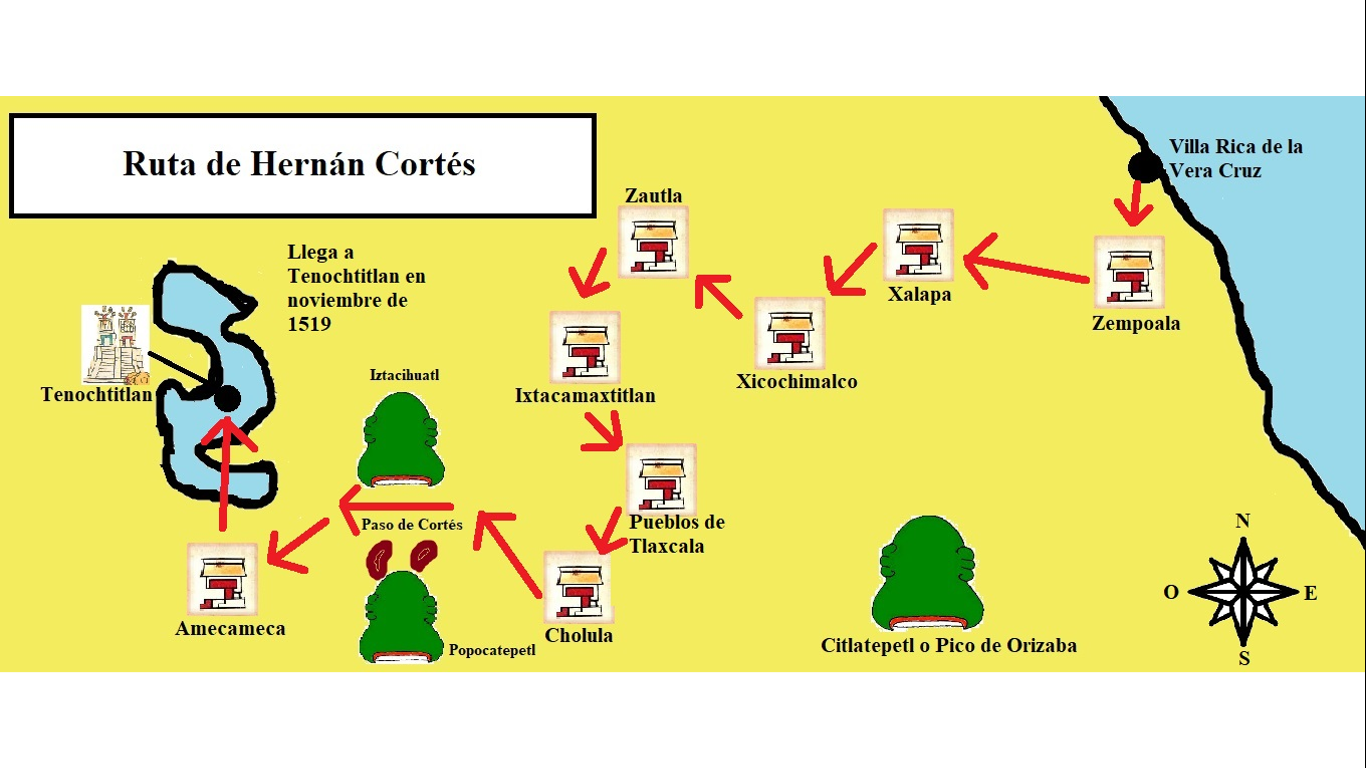 Ruta de Hernán Cortés
Villa Rica de la
Vera Cruz
Zautla
Llega a
Tenochtitlan en
noviembre de
1519
Xalapa
Zempoala
Xicochimalco
Ixtacamaxtitlan
Tenochtitlan
Iztacihuatl
Paso de Cortés
Pueblos de
Tlaxcala
Amecameca
Popocatepetl
Cholula
Citlatepetl o Pico de Orizaba
N
O
E
S